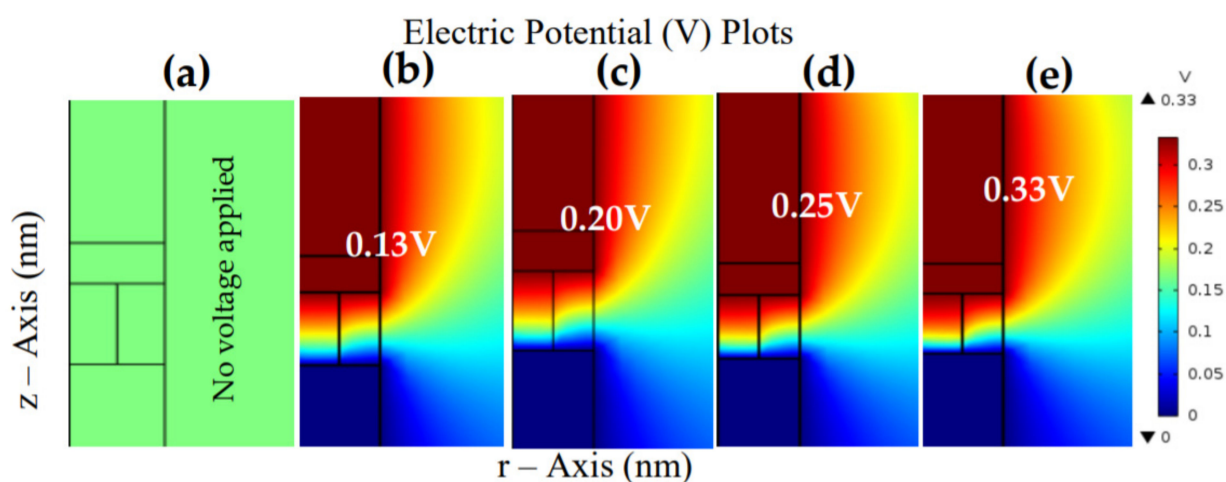 Electric Potential (V) Plots
(a)
(b)
(c)
(d)
(e)
z – Axis (nm)
No voltage applied
0.13V
0.20V
0.25V
0.33V
V
▲ 0.33
0.3
0.25
0.2
0.15
0.1
0.05
0
▼ 0
r – Axis (nm)